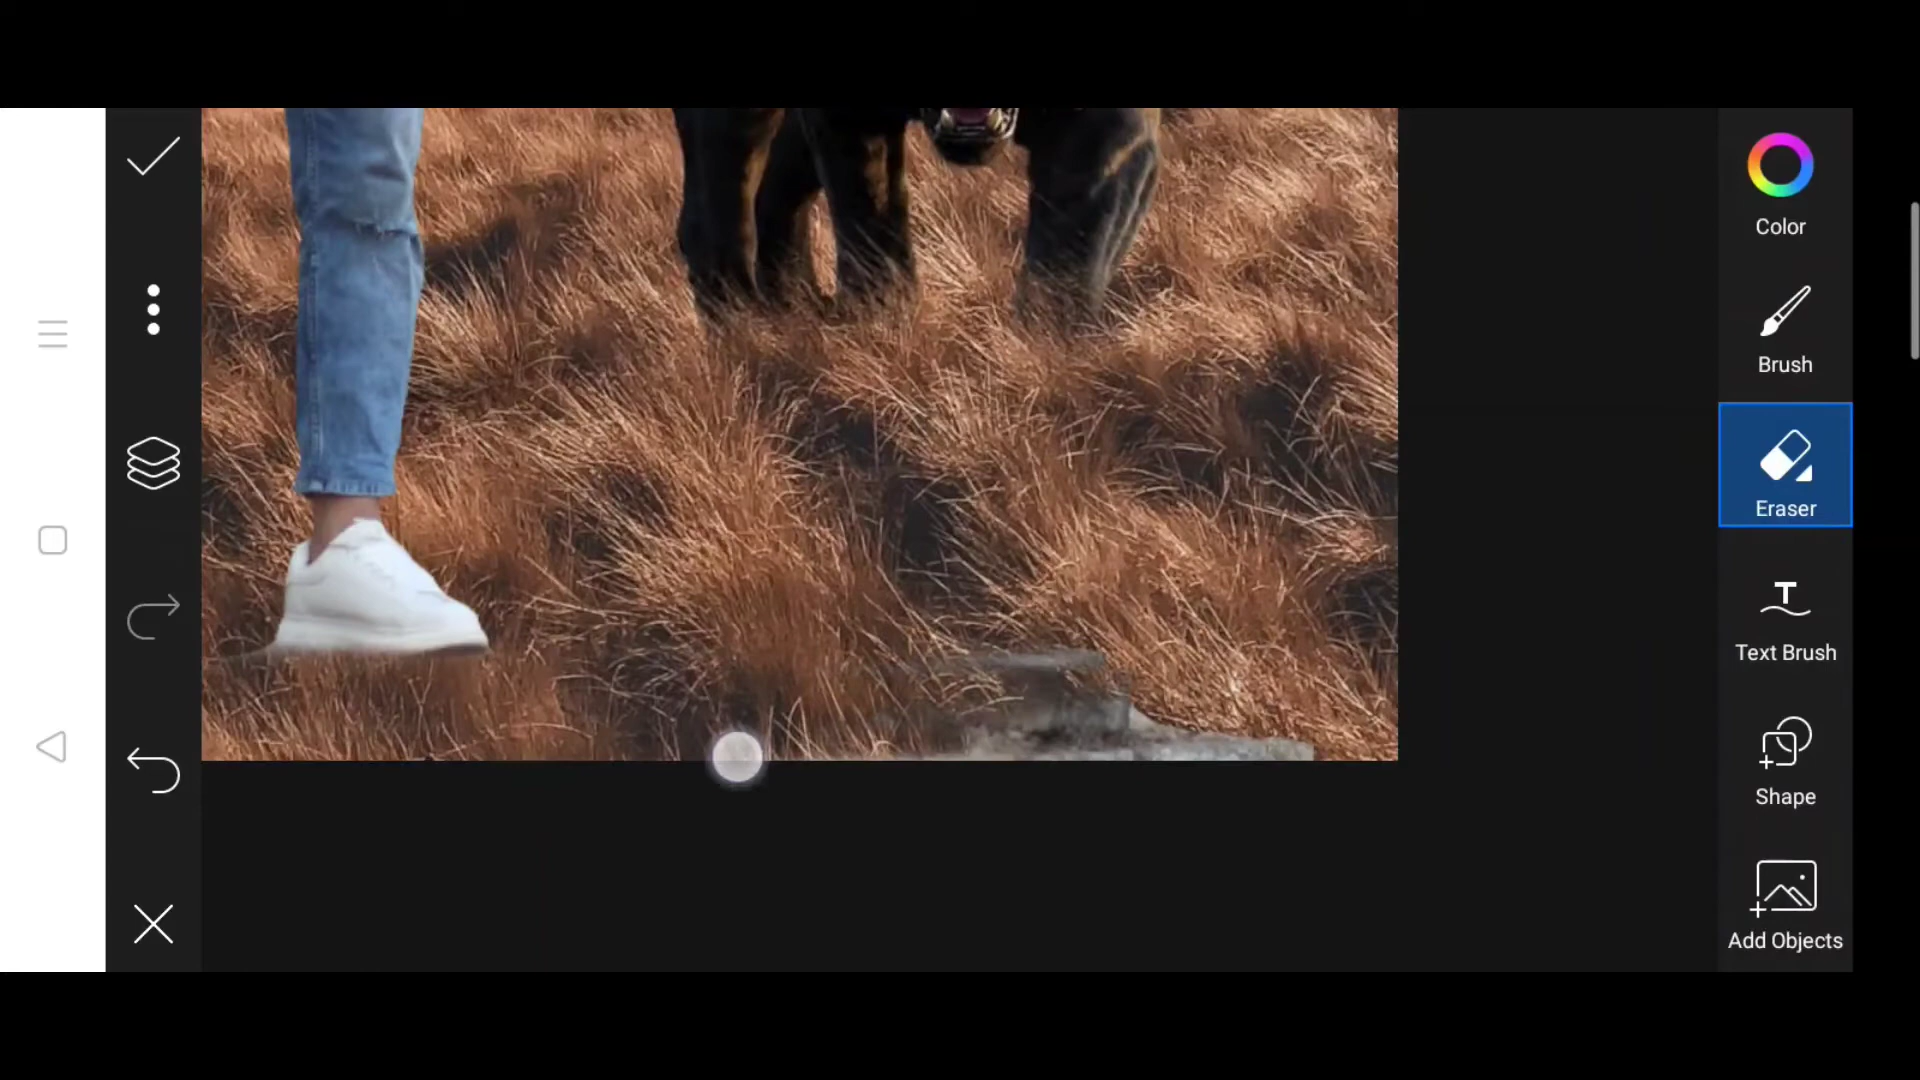 Color
Brush
Eraser
T
Text Brush
Shape
Add Objects